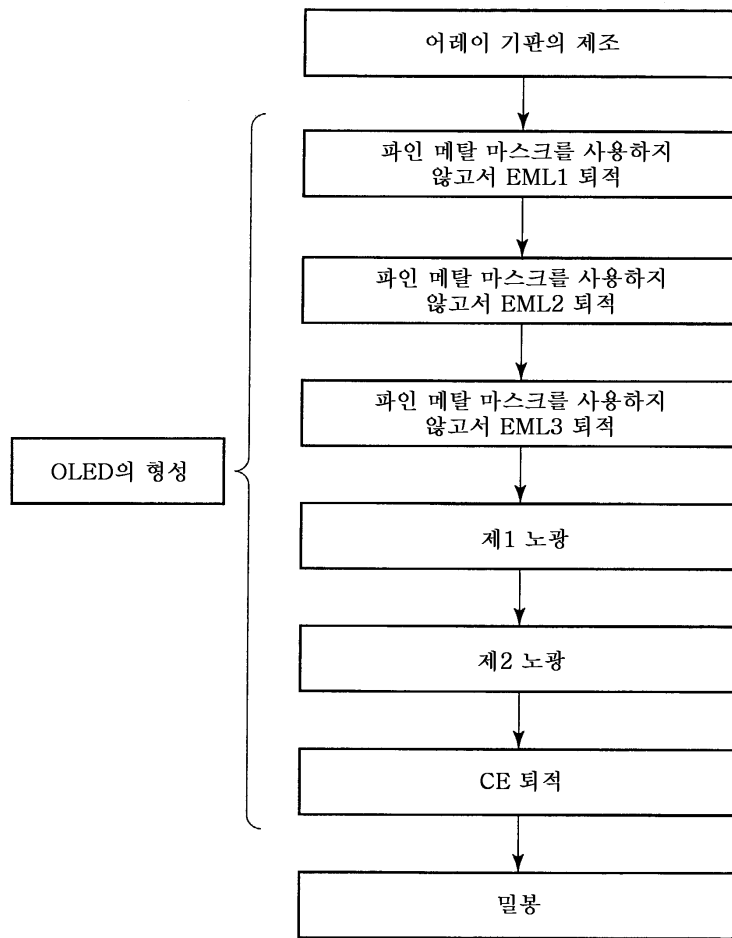 어레이 기판의 제조
파인 메탈 마스크를 사용하지
않고서 EML1 퇴적
파인 메탈 마스크를 사용하지
않고서 EML2 퇴적
파인 메탈 마스크를 사용하지
않고서 EML3 퇴적
OLED의 형성
제1 노광
제2 노광
CE 퇴적
밀봉